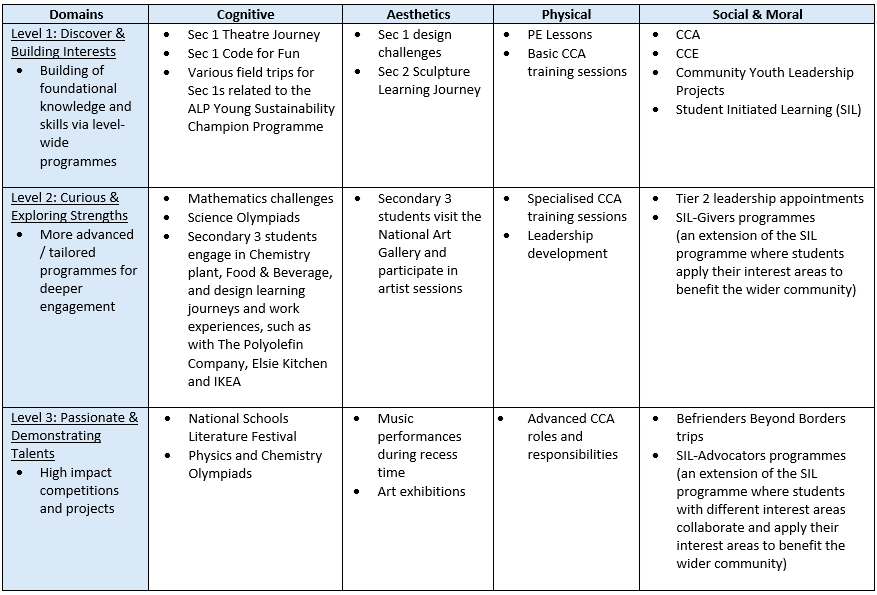 Domains
Cognitive
Aesthetics
Physical
Social & Moral
Level 1: Discover &
Building Interests
• Building of
foundational
knowledge and
skills via level-
wide
programmes
• Sec 1 Theatre Journey
• Sec 1 Code for Fun
• Various field trips for
Sec 1s related to the
ALP Young Sustainability
Champion Programme
• Sec 1 design
challenges
• Sec 2 Sculpture
Learning Journey
• PE Lessons
• Basic CCA
training sessions
• CCA
• CCE
• Community Youth Leadership
Projects
• Student Initiated Learning (SIL)
Level 2: Curious &
Exploring Strengths
• More advanced
/ tailored
programmes for
deeper
engagement
• Mathematics challenges
• Science Olympiads
• Secondary 3 students
engage in Chemistry
plant, Food & Beverage,
and design learning
journeys and work
experiences, such as
with The Polyolefin
Company, Elsie Kitchen
and IKEA
• Secondary 3
students visit the
National Art
Gallery and
participate in
artist sessions
• Specialised CCA
training sessions
• Leadership
development
• Tier 2 leadership appointments
• SIL-Givers programmes
(an extension of the SIL
programme where students
apply their interest areas to
benefit the wider community)
Level 3: Passionate &
Demonstrating
Talents
• High impact
competitions
and projects
• National Schools
Literature Festival
• Physics and Chemistry
Olympiads
• Music
performances
during recess
time
• Art exhibitions
• Advanced CCA
roles and
responsibilities
• Befrienders Beyond Borders
trips
• SIL-Advocators programmes
(an extension of the SIL
programme where students
with different interest areas
collaborate and apply their
interest areas to benefit the
wider community)